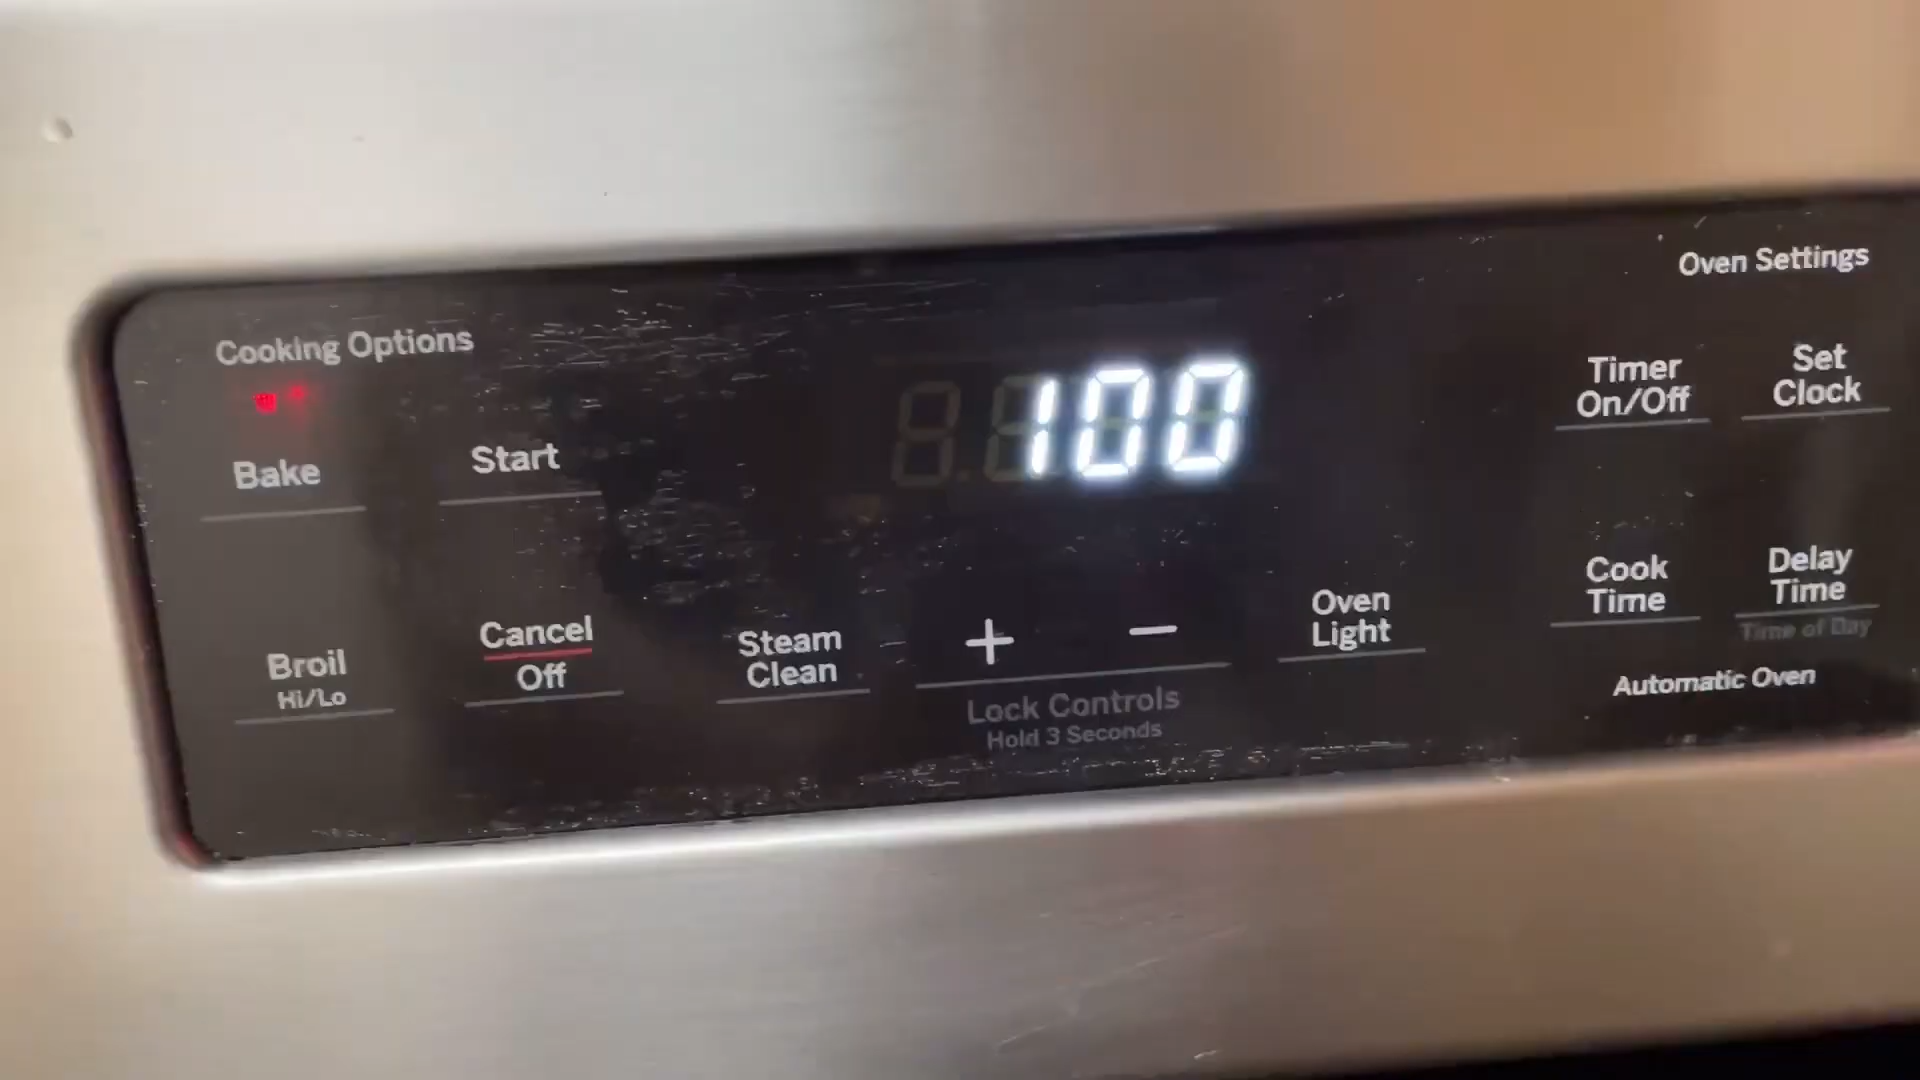 Oven Settings
Cooking Options
100
Timer
On/Off
Set
Clock
Bake
Start
Cook
Time
Delay
Time
Time of Day
Broil
Hi/Lo
Cancel
Off
Steam
Clean
+
−
Oven
Light
Lock Controls
Hold 3 Seconds
Automatic Oven